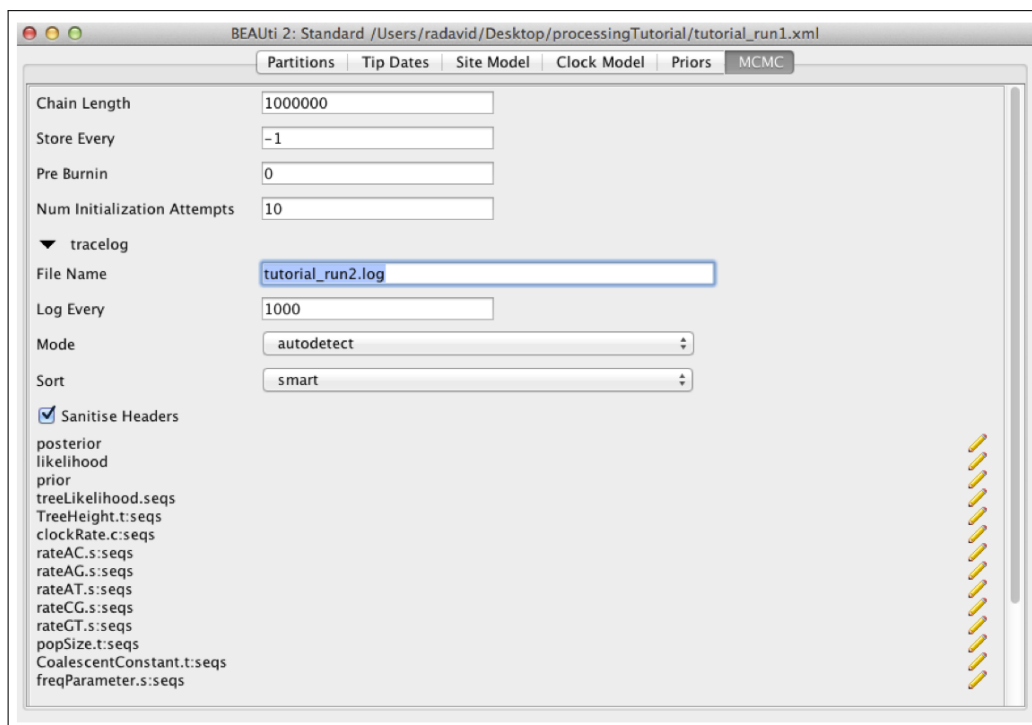 BEAUti 2: Standard /Users/radavid/Desktop/processingTutorial/tutorial_run1.xml
Partitions Tip Dates Site Model Clock Model Priors MCMC
Chain Length 1000000
Store Every -1
Pre Burnin 0
Num Initialization Attempts 10
tracelog
File Name tutorial_run2.log
Log Every 1000
Mode autodetect
Sort smart
Sanitise Headers
posterior
likelihood
prior
treeLikelihood.seqs
TreeHeight.t:seqs
clockRate.c:seqs
rateAC.s:seqs
rateAG.s:seqs
rateAT.s:seqs
rateCG.s:seqs
rateGT.s:seqs
popSize.t:seqs
CoalescentConstant.t:seqs
freqParameter.s:seqs